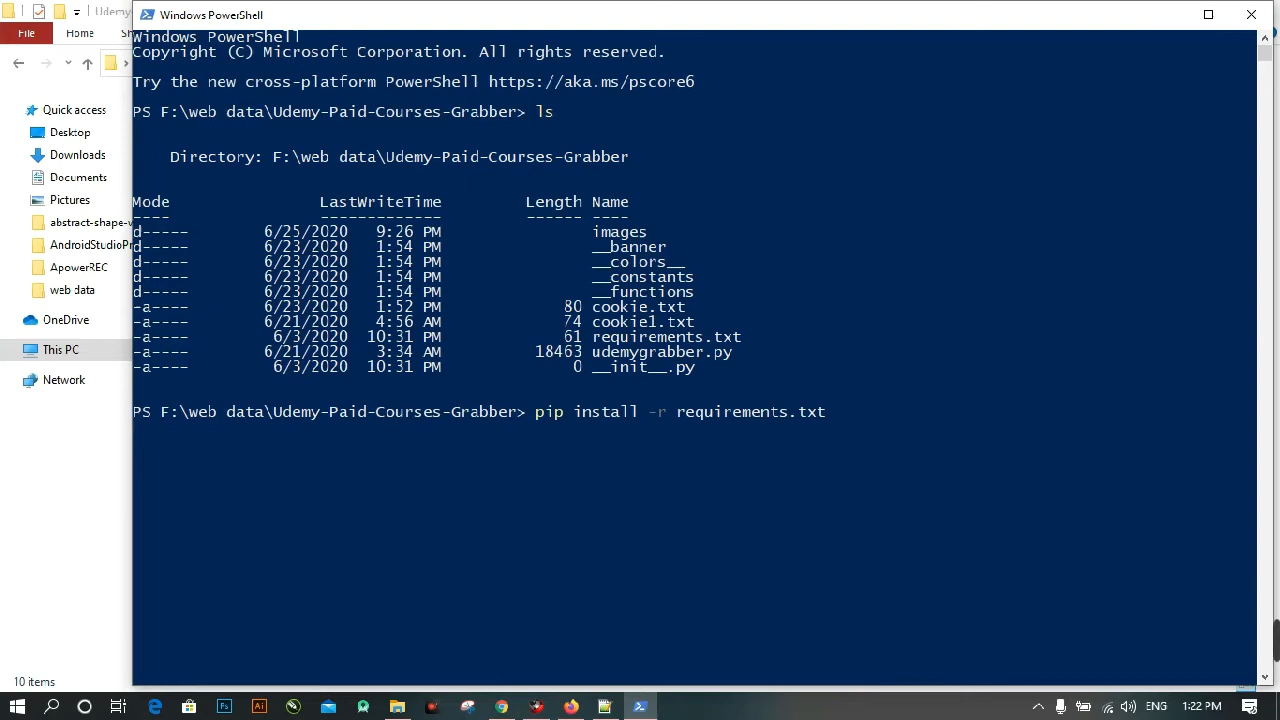 Udemy
Windows PowerShell
File
Home
Quick access
Desktop
Downloads
Documents
Pictures
abstract-shape-
AndroidStudioPr
ApowerREC
web data
OneDrive
This PC
Network
10 items
Windows PowerShell
Copyright (C) Microsoft Corporation. All rights reserved.
Try the new cross-platform PowerShell https://aka.ms/pscore6
PS F:\web data\Udemy-Paid-Courses-Grabber> ls
Directory: F:\web data\Udemy-Paid-Courses-Grabber
Mode LastWriteTime Length Name
---- ------------- ------ ----
d----- 6/25/2020 9:26 PM images
d----- 6/23/2020 1:54 PM __banner
d----- 6/23/2020 1:54 PM __colors__
d----- 6/23/2020 1:54 PM __constants
d----- 6/23/2020 1:54 PM __functions
-a---- 6/23/2020 1:52 PM 80 cookie.txt
-a---- 6/21/2020 4:56 AM 74 cookie1.txt
-a---- 6/3/2020 10:31 PM 61 requirements.txt
-a---- 6/21/2020 3:34 AM 18463 udemygrabber.py
-a---- 6/3/2020 10:31 PM 0 __init__.py
PS F:\web data\Udemy-Paid-Courses-Grabber> pip install -r requirements.txt
Ps
Ai
ENG
1:22 PM